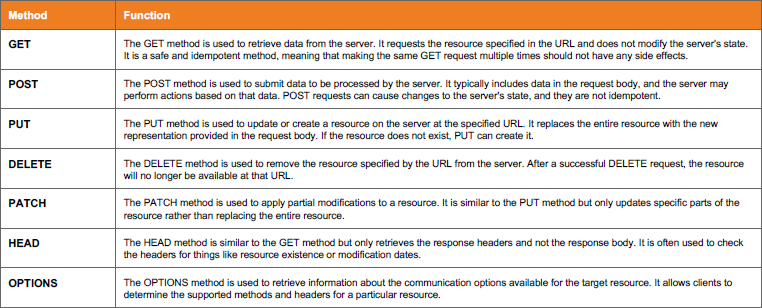 Method Function
GET The GET method is used to retrieve data from the server. It requests the resource specified in the URL and does not modify the server's state.
It is a safe and idempotent method, meaning that making the same GET request multiple times should not have any side effects.
POST The POST method is used to submit data to be processed by the server. It typically includes data in the request body, and the server may
perform actions based on that data. POST requests can cause changes to the server's state, and they are not idempotent.
PUT The PUT method is used to update or create a resource on the server at the specified URL. It replaces the entire resource with the new
representation provided in the request body. If the resource does not exist, PUT can create it.
DELETE The DELETE method is used to remove the resource specified by the URL from the server. After a successful DELETE request, the resource
will no longer be available at that URL.
PATCH The PATCH method is used to apply partial modifications to a resource. It is similar to the PUT method but only updates specific parts of the
resource rather than replacing the entire resource.
HEAD The HEAD method is similar to the GET method but only retrieves the response headers and not the response body. It is often used to check
the headers for things like resource existence or modification dates.
OPTIONS The OPTIONS method is used to retrieve information about the communication options available for the target resource. It allows clients to
determine the supported methods and headers for a particular resource.